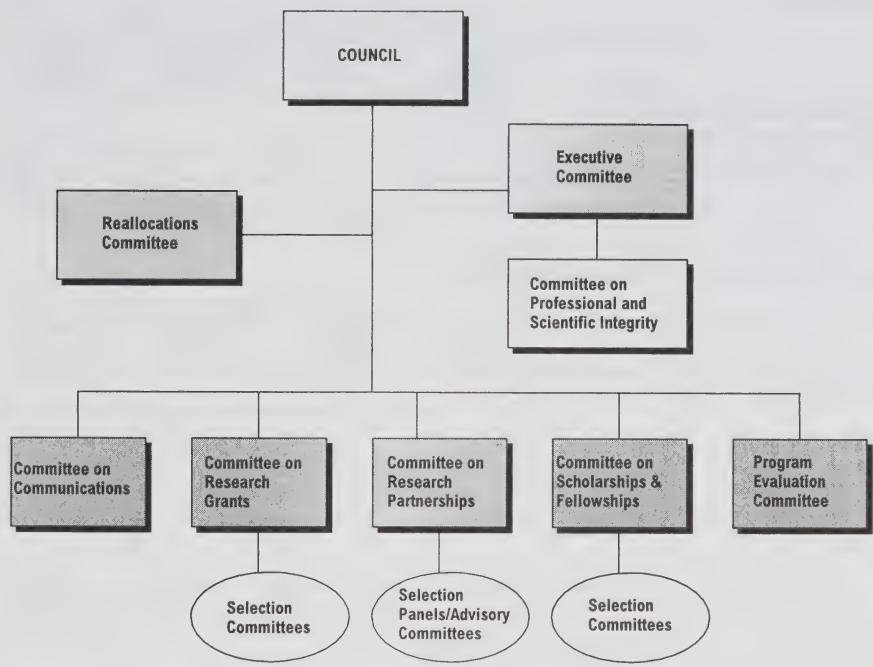 COUNCIL
Executive
Committee
Reallocations
Committee
Committee on
Professional and
Scientific Integrity
Committee on
Communications
Committee on
Research
Grants
Committee on
Research
Partnerships
Committee on
Scholarships &
Fellowships
Program
Evaluation
Committee
Selection
Committees
Selection
Panels/Advisory
Committees
Selection
Committees